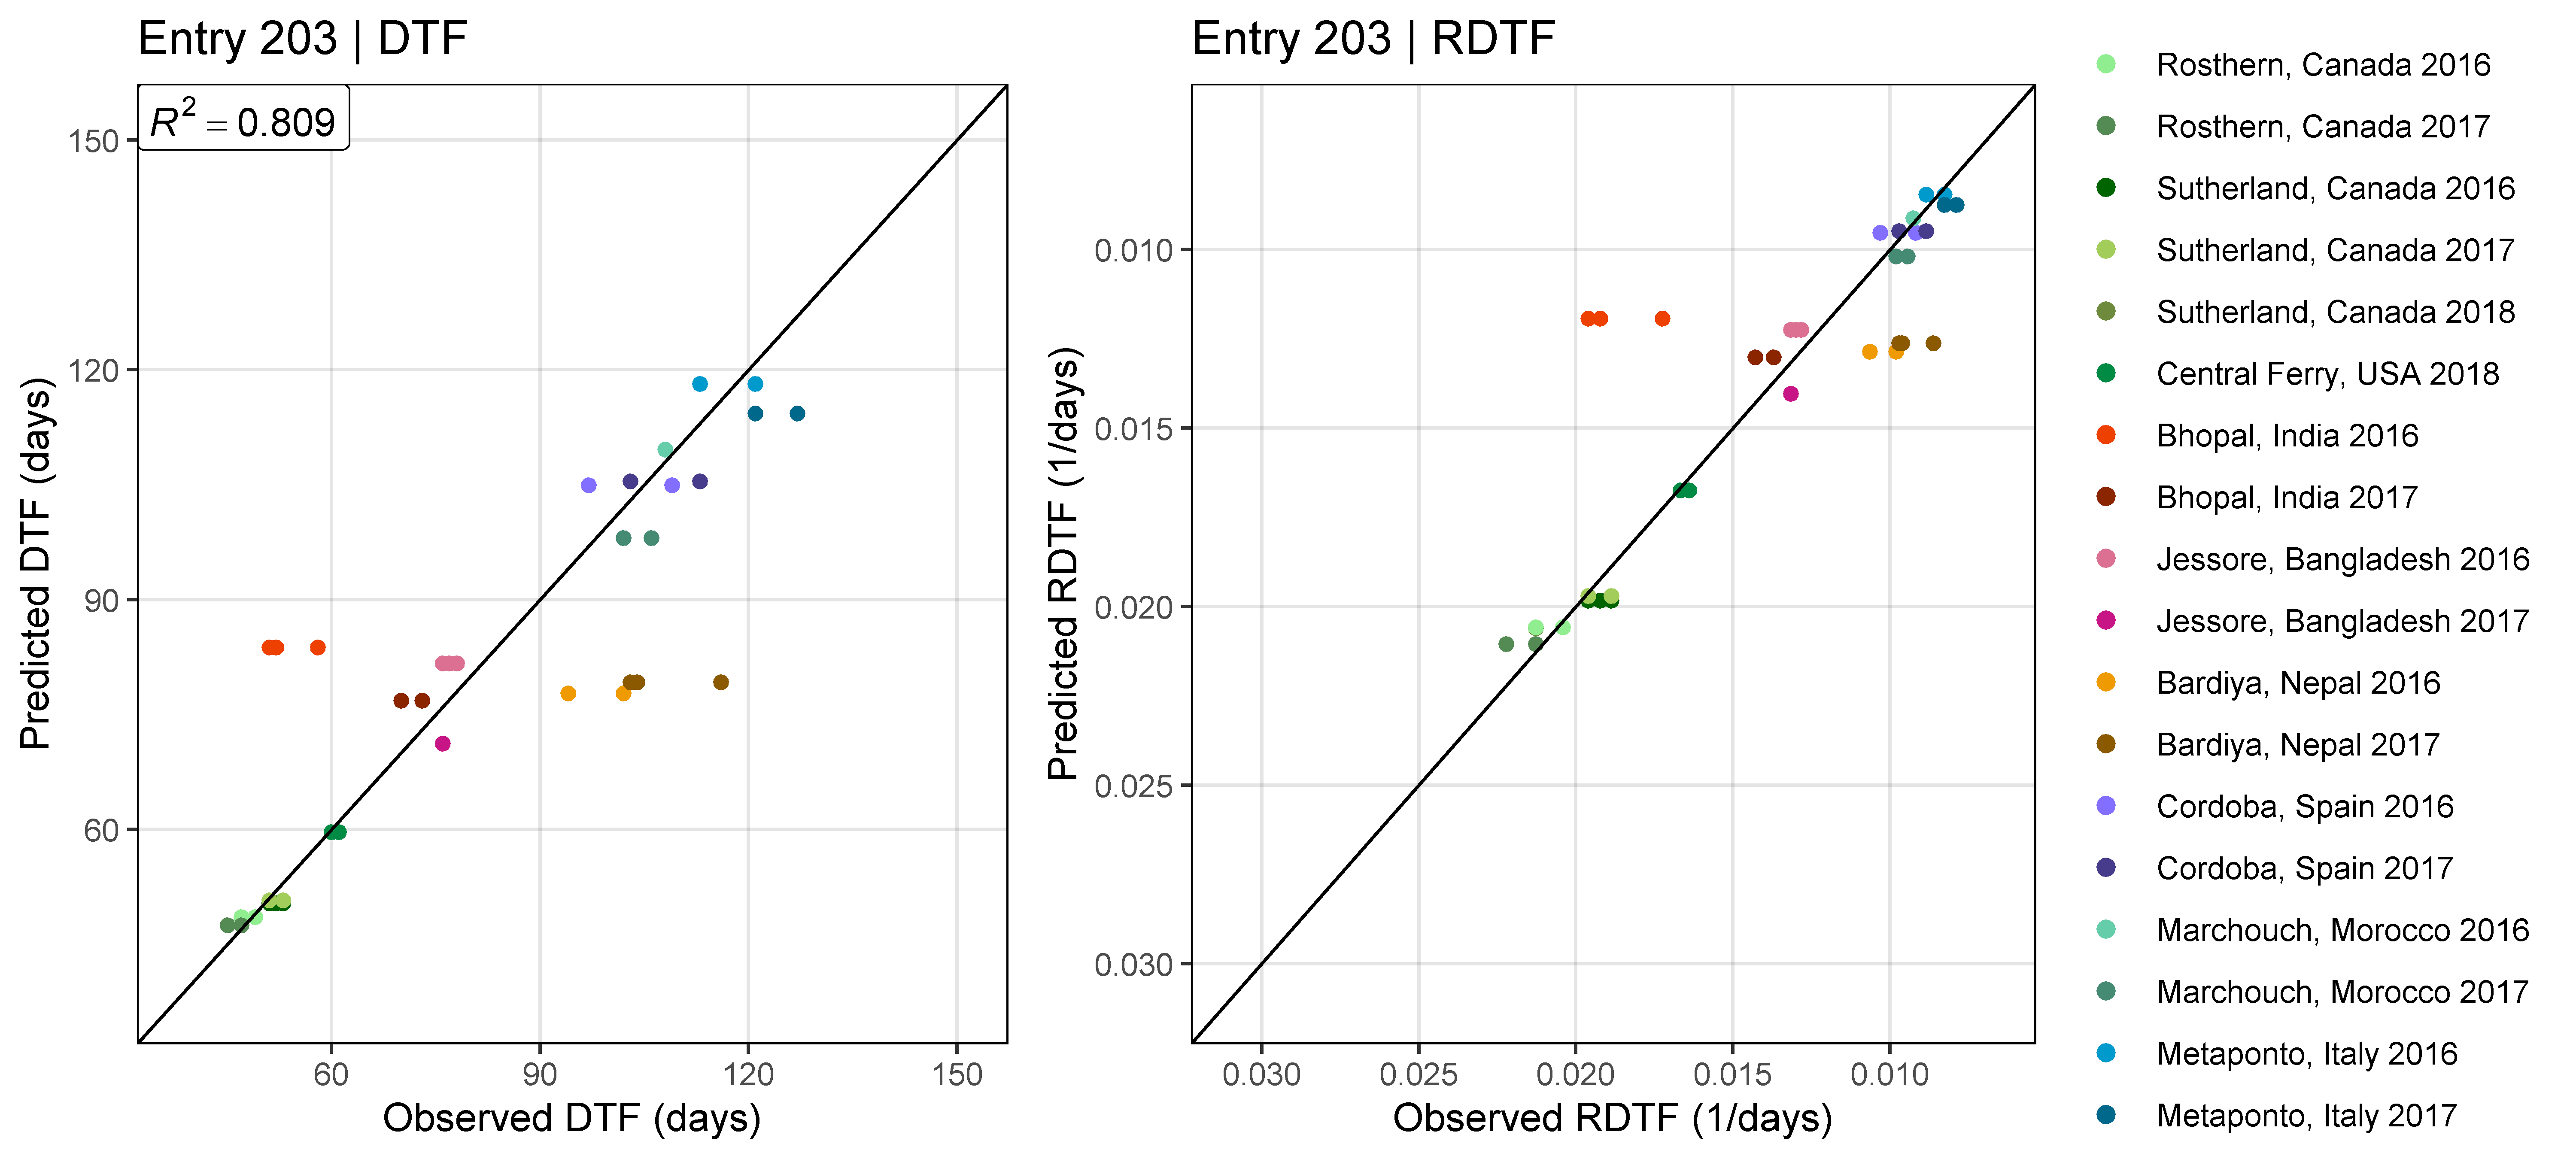 Entry 203 | DTF
R² = 0.809
150
120
90
60
Predicted DTF (days)
60
90
120
150
Observed DTF (days)
Entry 203 | RDTF
0.010
0.015
0.020
0.025
0.030
Predicted RDTF (1/days)
0.030
0.025
0.020
0.015
0.010
Observed RDTF (1/days)
Rosthern, Canada 2016
Rosthern, Canada 2017
Sutherland, Canada 2016
Sutherland, Canada 2017
Sutherland, Canada 2018
Central Ferry, USA 2018
Bhopal, India 2016
Bhopal, India 2017
Jessore, Bangladesh 2016
Jessore, Bangladesh 2017
Bardiya, Nepal 2016
Bardiya, Nepal 2017
Cordoba, Spain 2016
Cordoba, Spain 2017
Marchouch, Morocco 2016
Marchouch, Morocco 2017
Metaponto, Italy 2016
Metaponto, Italy 2017